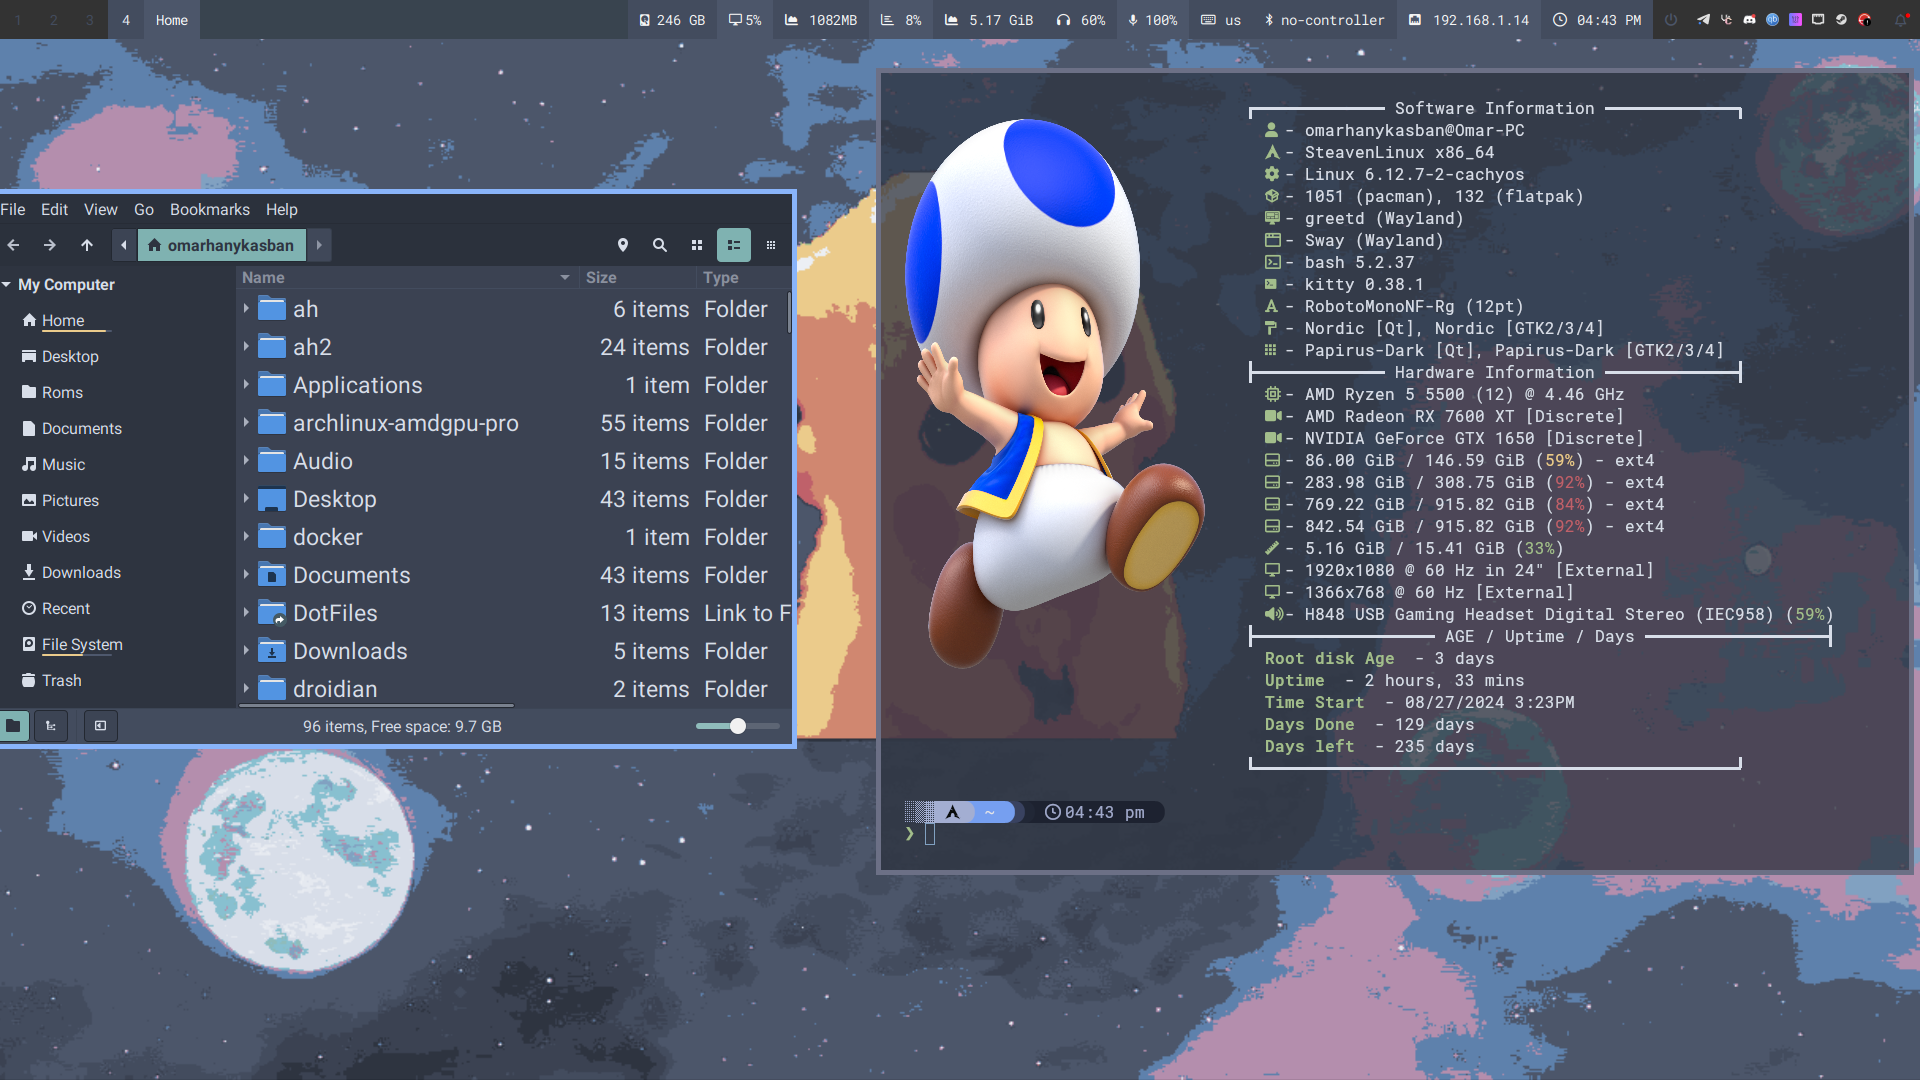 1 2 3 4 Home 246 GB 5% 1082MB 8% 5.17 GiB 60% 100% us no-controller 192.168.1.14 04:43 PM
File Edit View Go Bookmarks Help
omarhanykasban
My Computer
Home
Desktop
Roms
Documents
Music
Pictures
Videos
Downloads
Recent
File System
Trash
Name Size Type
ah 6 items Folder
ah2 24 items Folder
Applications 1 item Folder
archlinux-amdgpu-pro 55 items Folder
Audio 15 items Folder
Desktop 43 items Folder
docker 1 item Folder
Documents 43 items Folder
DotFiles 13 items Link to F
Downloads 5 items Folder
droidian 2 items Folder
96 items, Free space: 9.7 GB
Software Information
- omarhanykasban@Omar-PC
- SteavenLinux x86_64
- Linux 6.12.7-2-cachyos
- 1051 (pacman), 132 (flatpak)
- greetd (Wayland)
- Sway (Wayland)
- bash 5.2.37
- kitty 0.38.1
- RobotoMonoNF-Rg (12pt)
- Nordic [Qt], Nordic [GTK2/3/4]
- Papirus-Dark [Qt], Papirus-Dark [GTK2/3/4]
Hardware Information
- AMD Ryzen 5 5500 (12) @ 4.46 GHz
- AMD Radeon RX 7600 XT [Discrete]
- NVIDIA GeForce GTX 1650 [Discrete]
- 86.00 GiB / 146.59 GiB (59%) - ext4
- 283.98 GiB / 308.75 GiB (92%) - ext4
- 769.22 GiB / 915.82 GiB (84%) - ext4
- 842.54 GiB / 915.82 GiB (92%) - ext4
- 5.16 GiB / 15.41 GiB (33%)
- 1920x1080 @ 60 Hz in 24" [External]
- 1366x768 @ 60 Hz [External]
- H848 USB Gaming Headset Digital Stereo (IEC958) (59%)
AGE / Uptime / Days
Root disk Age - 3 days
Uptime - 2 hours, 33 mins
Time Start - 08/27/2024 3:23PM
Days Done - 129 days
Days left - 235 days
~ 04:43 pm
❯